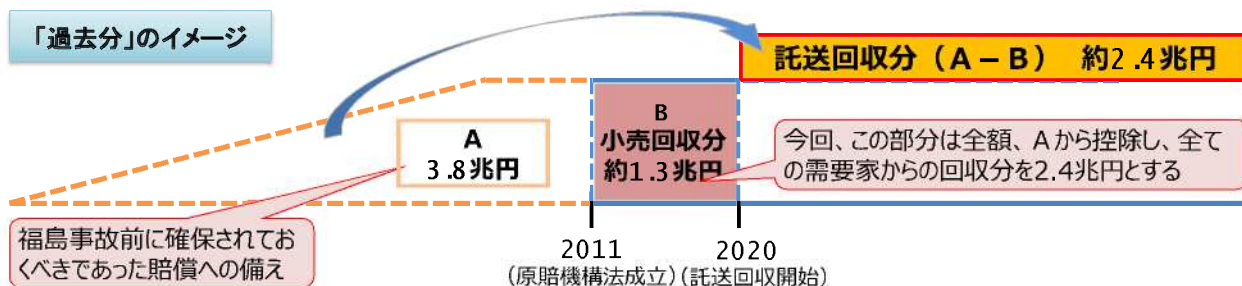 「過去分」のイメージ
託送回収分（A－B）　約2.4兆円
A
3.8兆円
B
小売回収分
約1.3兆円
今回、この部分は全額、Aから控除し、全て
の需要家からの回収分を2.4兆円とする
福島事故前に確保されてお
くべきであった賠償への備え
2011
(原賠機構法成立)
2020
(託送回収開始)